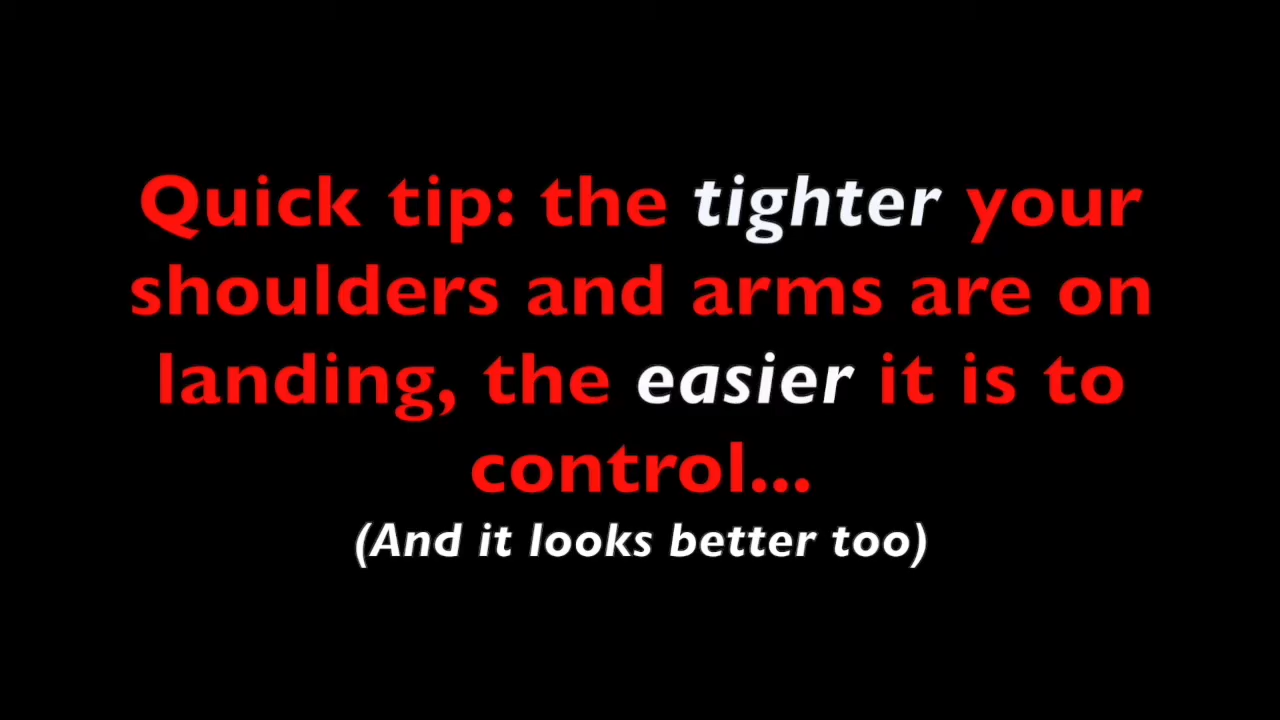 Quick tip: the tighter your
shoulders and arms are on
landing, the easier it is to
control...
(And it looks better too)